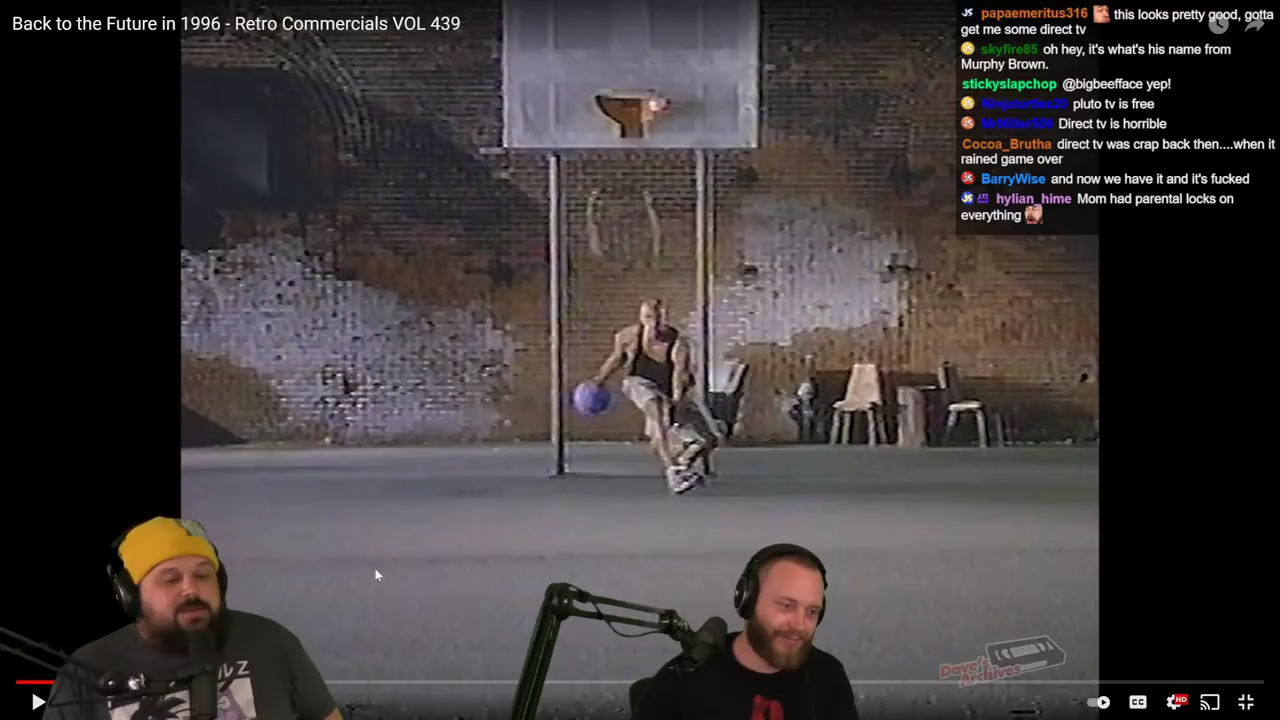 Back to the Future in 1996 - Retro Commercials VOL 439
papaemeritus316 this looks pretty good, gotta
get me some direct tv
skyfire85 oh hey, it's what's his name from
Murphy Brown.
stickyslapchop @bigbeefface yep!
pluto tv is free
MrMiller509 Direct tv is horrible
Cocoa_Brutha direct tv was crap back then....when it
rained game over
BarryWise and now we have it and it's fucked
hylian_hime Mom had parental locks on
everything
Dave's
Archives
CC
HD